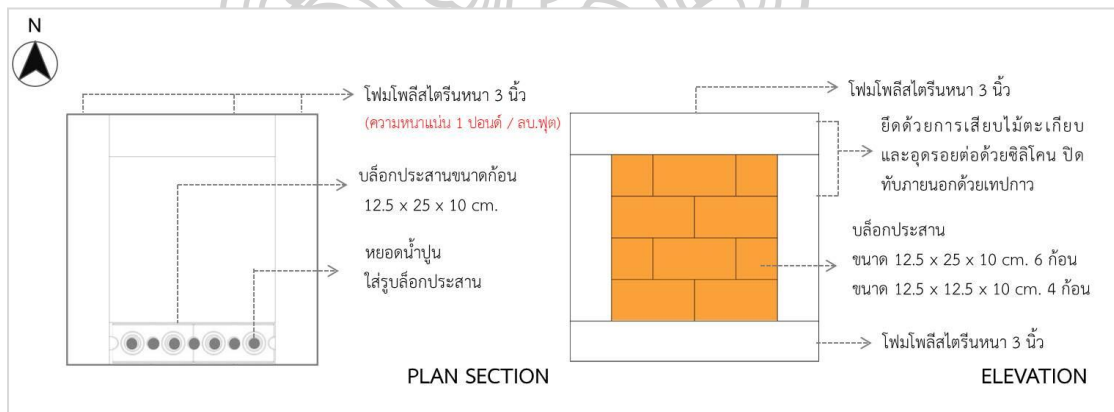 N
โฟมโพลีสไตรีนหนา 3 นิ้ว
(ความหนาแน่น 1 ปอนด์ / ลบ.ฟุต)
บล็อกประสานขนาดก้อน
12.5 x 25 x 10 cm.
หยอดน้ำปูน
ใส่รูบล็อกประสาน
PLAN SECTION
โฟมโพลีสไตรีนหนา 3 นิ้ว
ยึดด้วยการเสียบไม้ตะเกียบ
และอุดรอยต่อด้วยซิลิโคน ปิด
ทับภายนอกด้วยเทปกาว
บล็อกประสาน
ขนาด 12.5 x 25 x 10 cm. 6 ก้อน
ขนาด 12.5 x 12.5 x 10 cm. 4 ก้อน
โฟมโพลีสไตรีนหนา 3 นิ้ว
ELEVATION